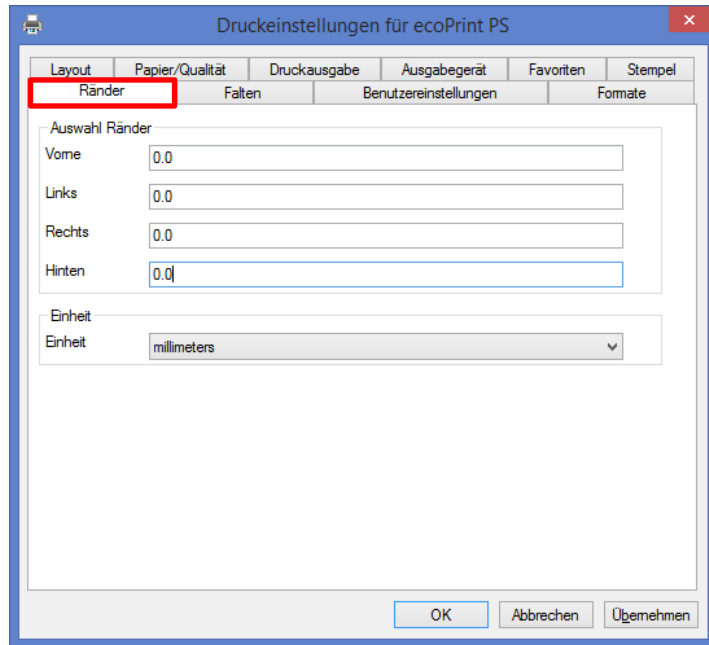 Druckeinstellungen für ecoPrint PS
Layout Papier/Qualität Druckausgabe Ausgabegerät Favoriten Stempel
Ränder Falten Benutzereinstellungen Formate
Auswahl Ränder
Vorne 0.0
Links 0.0
Rechts 0.0
Hinten 0.0
Einheit
Einheit millimeters
OK Abbrechen Übernehmen